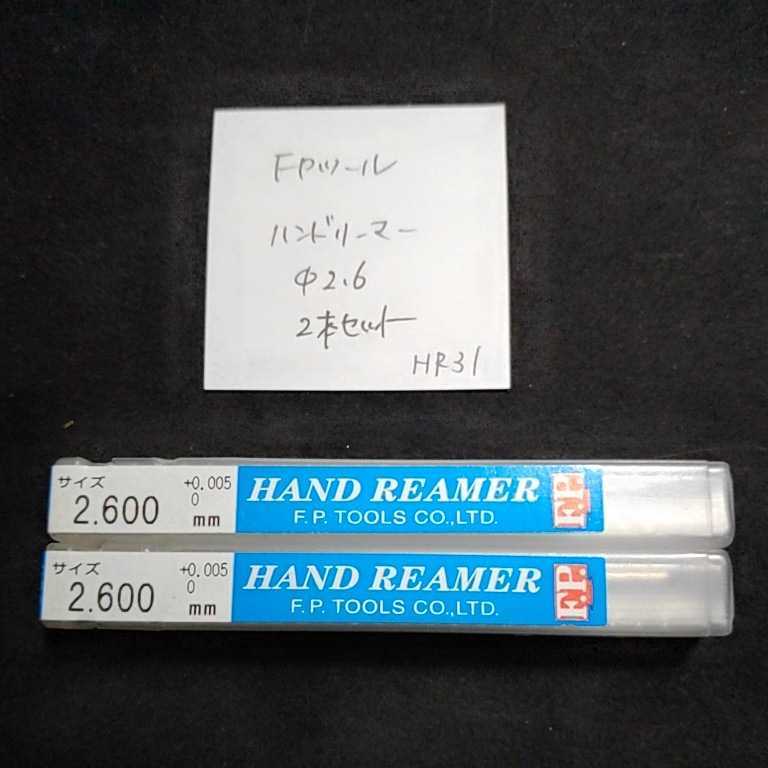 FPツール
ハンドリーマー
Φ2.6
2本セット
HR31
サイズ
2.600
+0.005
0
mm
HAND REAMER
F.P. TOOLS CO.,LTD.
F.P.
サイズ
2.600
+0.005
0
mm
HAND REAMER
F.P. TOOLS CO.,LTD.
F.P.